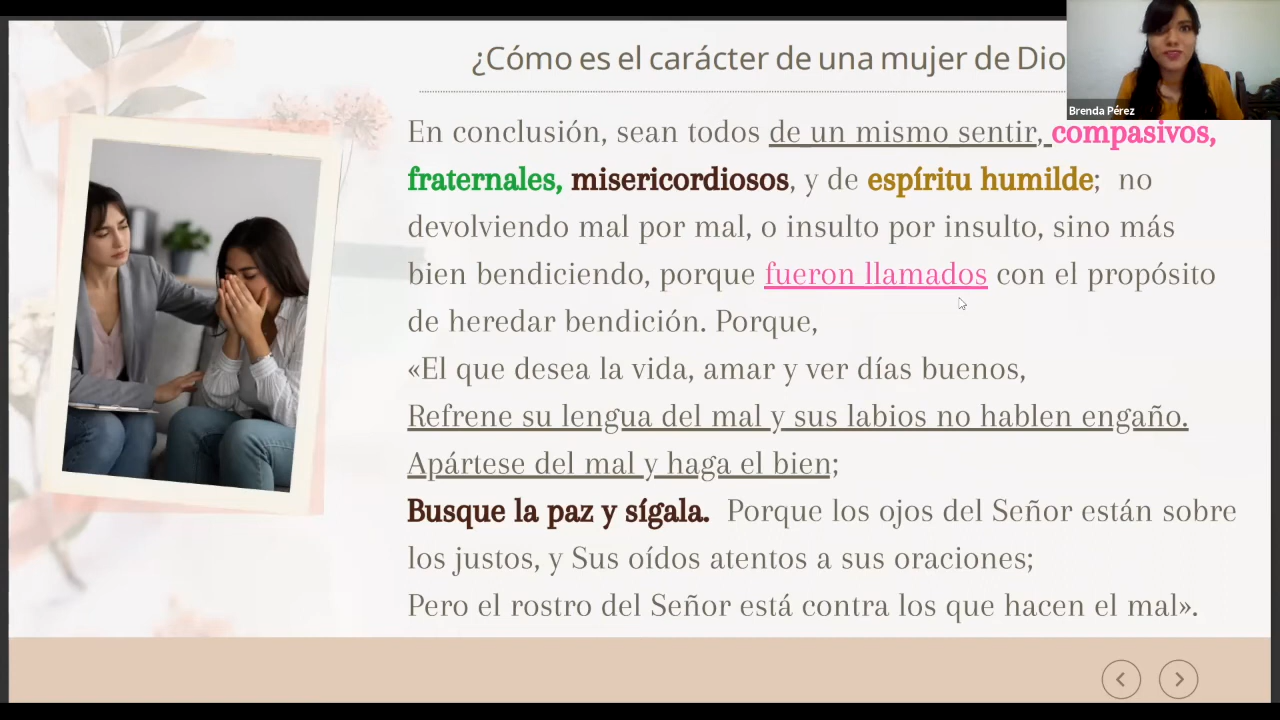 ¿Cómo es el carácter de una mujer de Dio
Brenda Pérez
En conclusión, sean todos de un mismo sentir, compasivos,
fraternales, misericordiosos, y de espíritu humilde; no
devolviendo mal por mal, o insulto por insulto, sino más
bien bendiciendo, porque fueron llamados con el propósito
de heredar bendición. Porque,
«El que desea la vida, amar y ver días buenos,
Refrene su lengua del mal y sus labios no hablen engaño.
Apártese del mal y haga el bien;
Busque la paz y sígala. Porque los ojos del Señor están sobre
los justos, y Sus oídos atentos a sus oraciones;
Pero el rostro del Señor está contra los que hacen el mal».